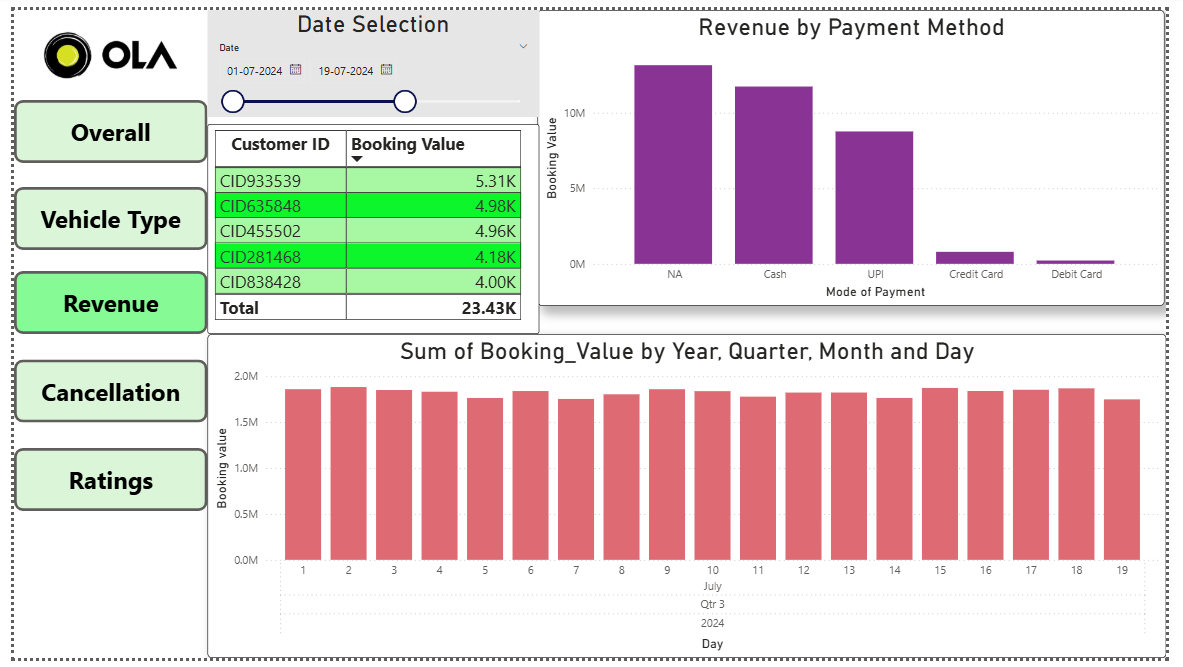 OLA
Overall
Vehicle Type
Revenue
Cancellation
Ratings
Date Selection
Date
01-07-2024 19-07-2024
Customer ID Booking Value
CID933539 5.31K
CID635848 4.98K
CID455502 4.96K
CID281468 4.18K
CID838428 4.00K
Total 23.43K
Revenue by Payment Method
Booking Value
10M
5M
0M
NA Cash UPI Credit Card Debit Card
Mode of Payment
Sum of Booking_Value by Year, Quarter, Month and Day
Booking value
2.0M
1.5M
1.0M
0.5M
0.0M
1 2 3 4 5 6 7 8 9 10 11 12 13 14 15 16 17 18 19
July
Qtr 3
2024
Day